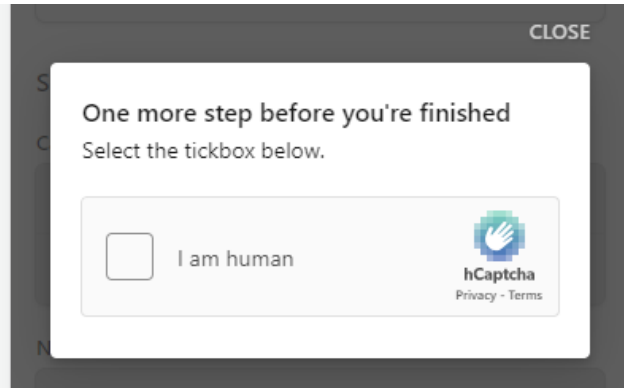 CLOSE
One more step before you're finished
Select the tickbox below.
I am human
hCaptcha
Privacy - Terms